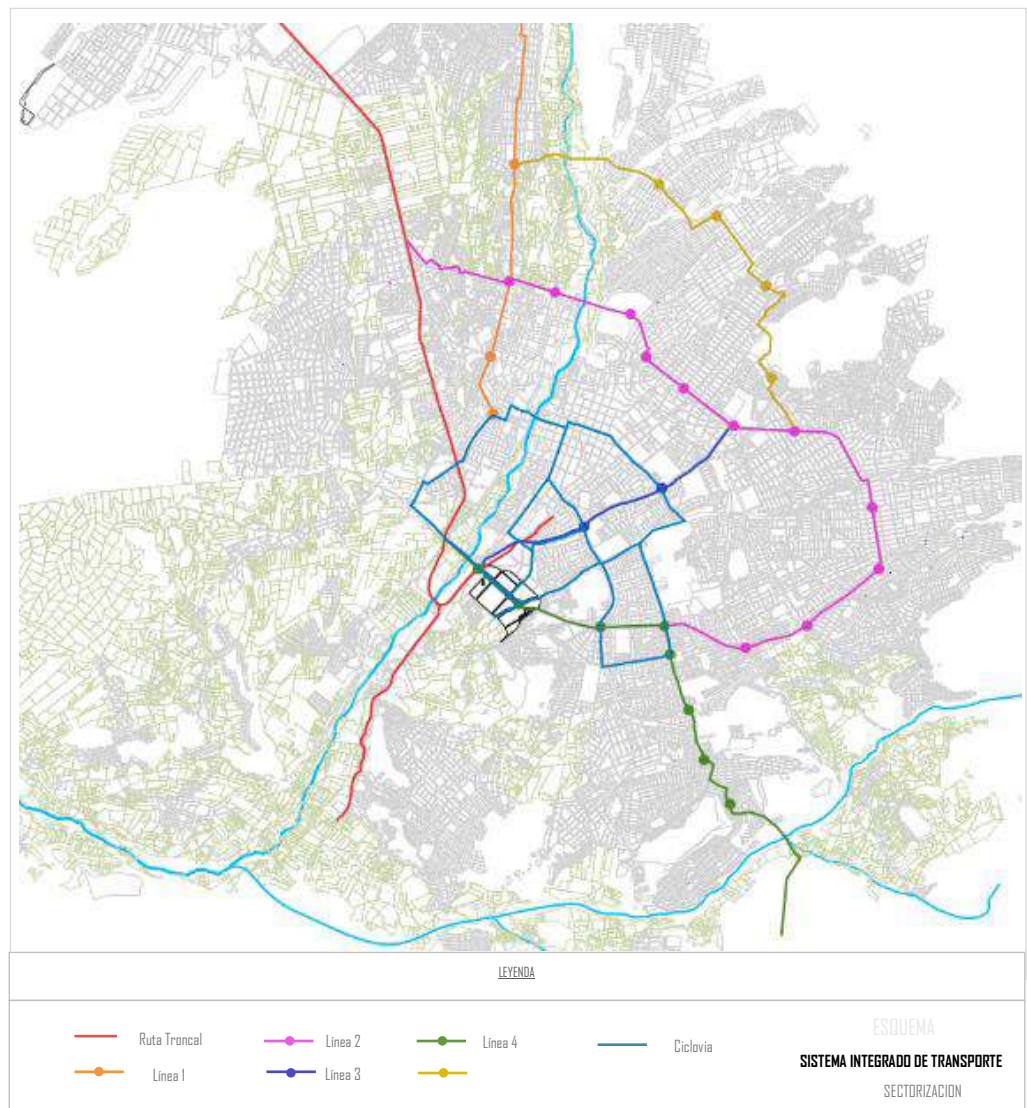 LEYENDA
Ruta Troncal
Línea 1
Línea 2
Línea 3
Línea 4
Ciclovia
ESQUEMA
SISTEMA INTEGRADO DE TRANSPORTE
SECTORIZACION